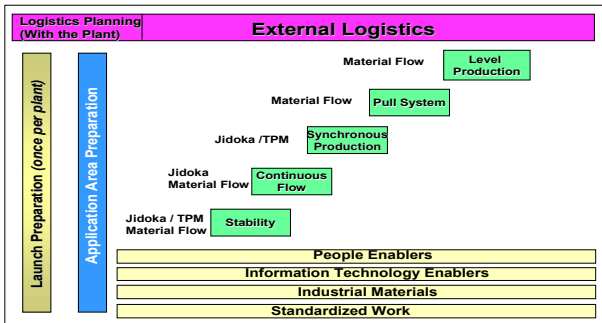 Logistics Planning
(With the Plant)
External Logistics
Launch Preparation (once per plant)
Application Area Preparation
Material Flow
Level
Production
Material Flow
Pull System
Jidoka /TPM
Synchronous
Production
Jidoka
Material Flow
Continuous
Flow
Jidoka / TPM
Material Flow
Stability
People Enablers
Information Technology Enablers
Industrial Materials
Standardized Work